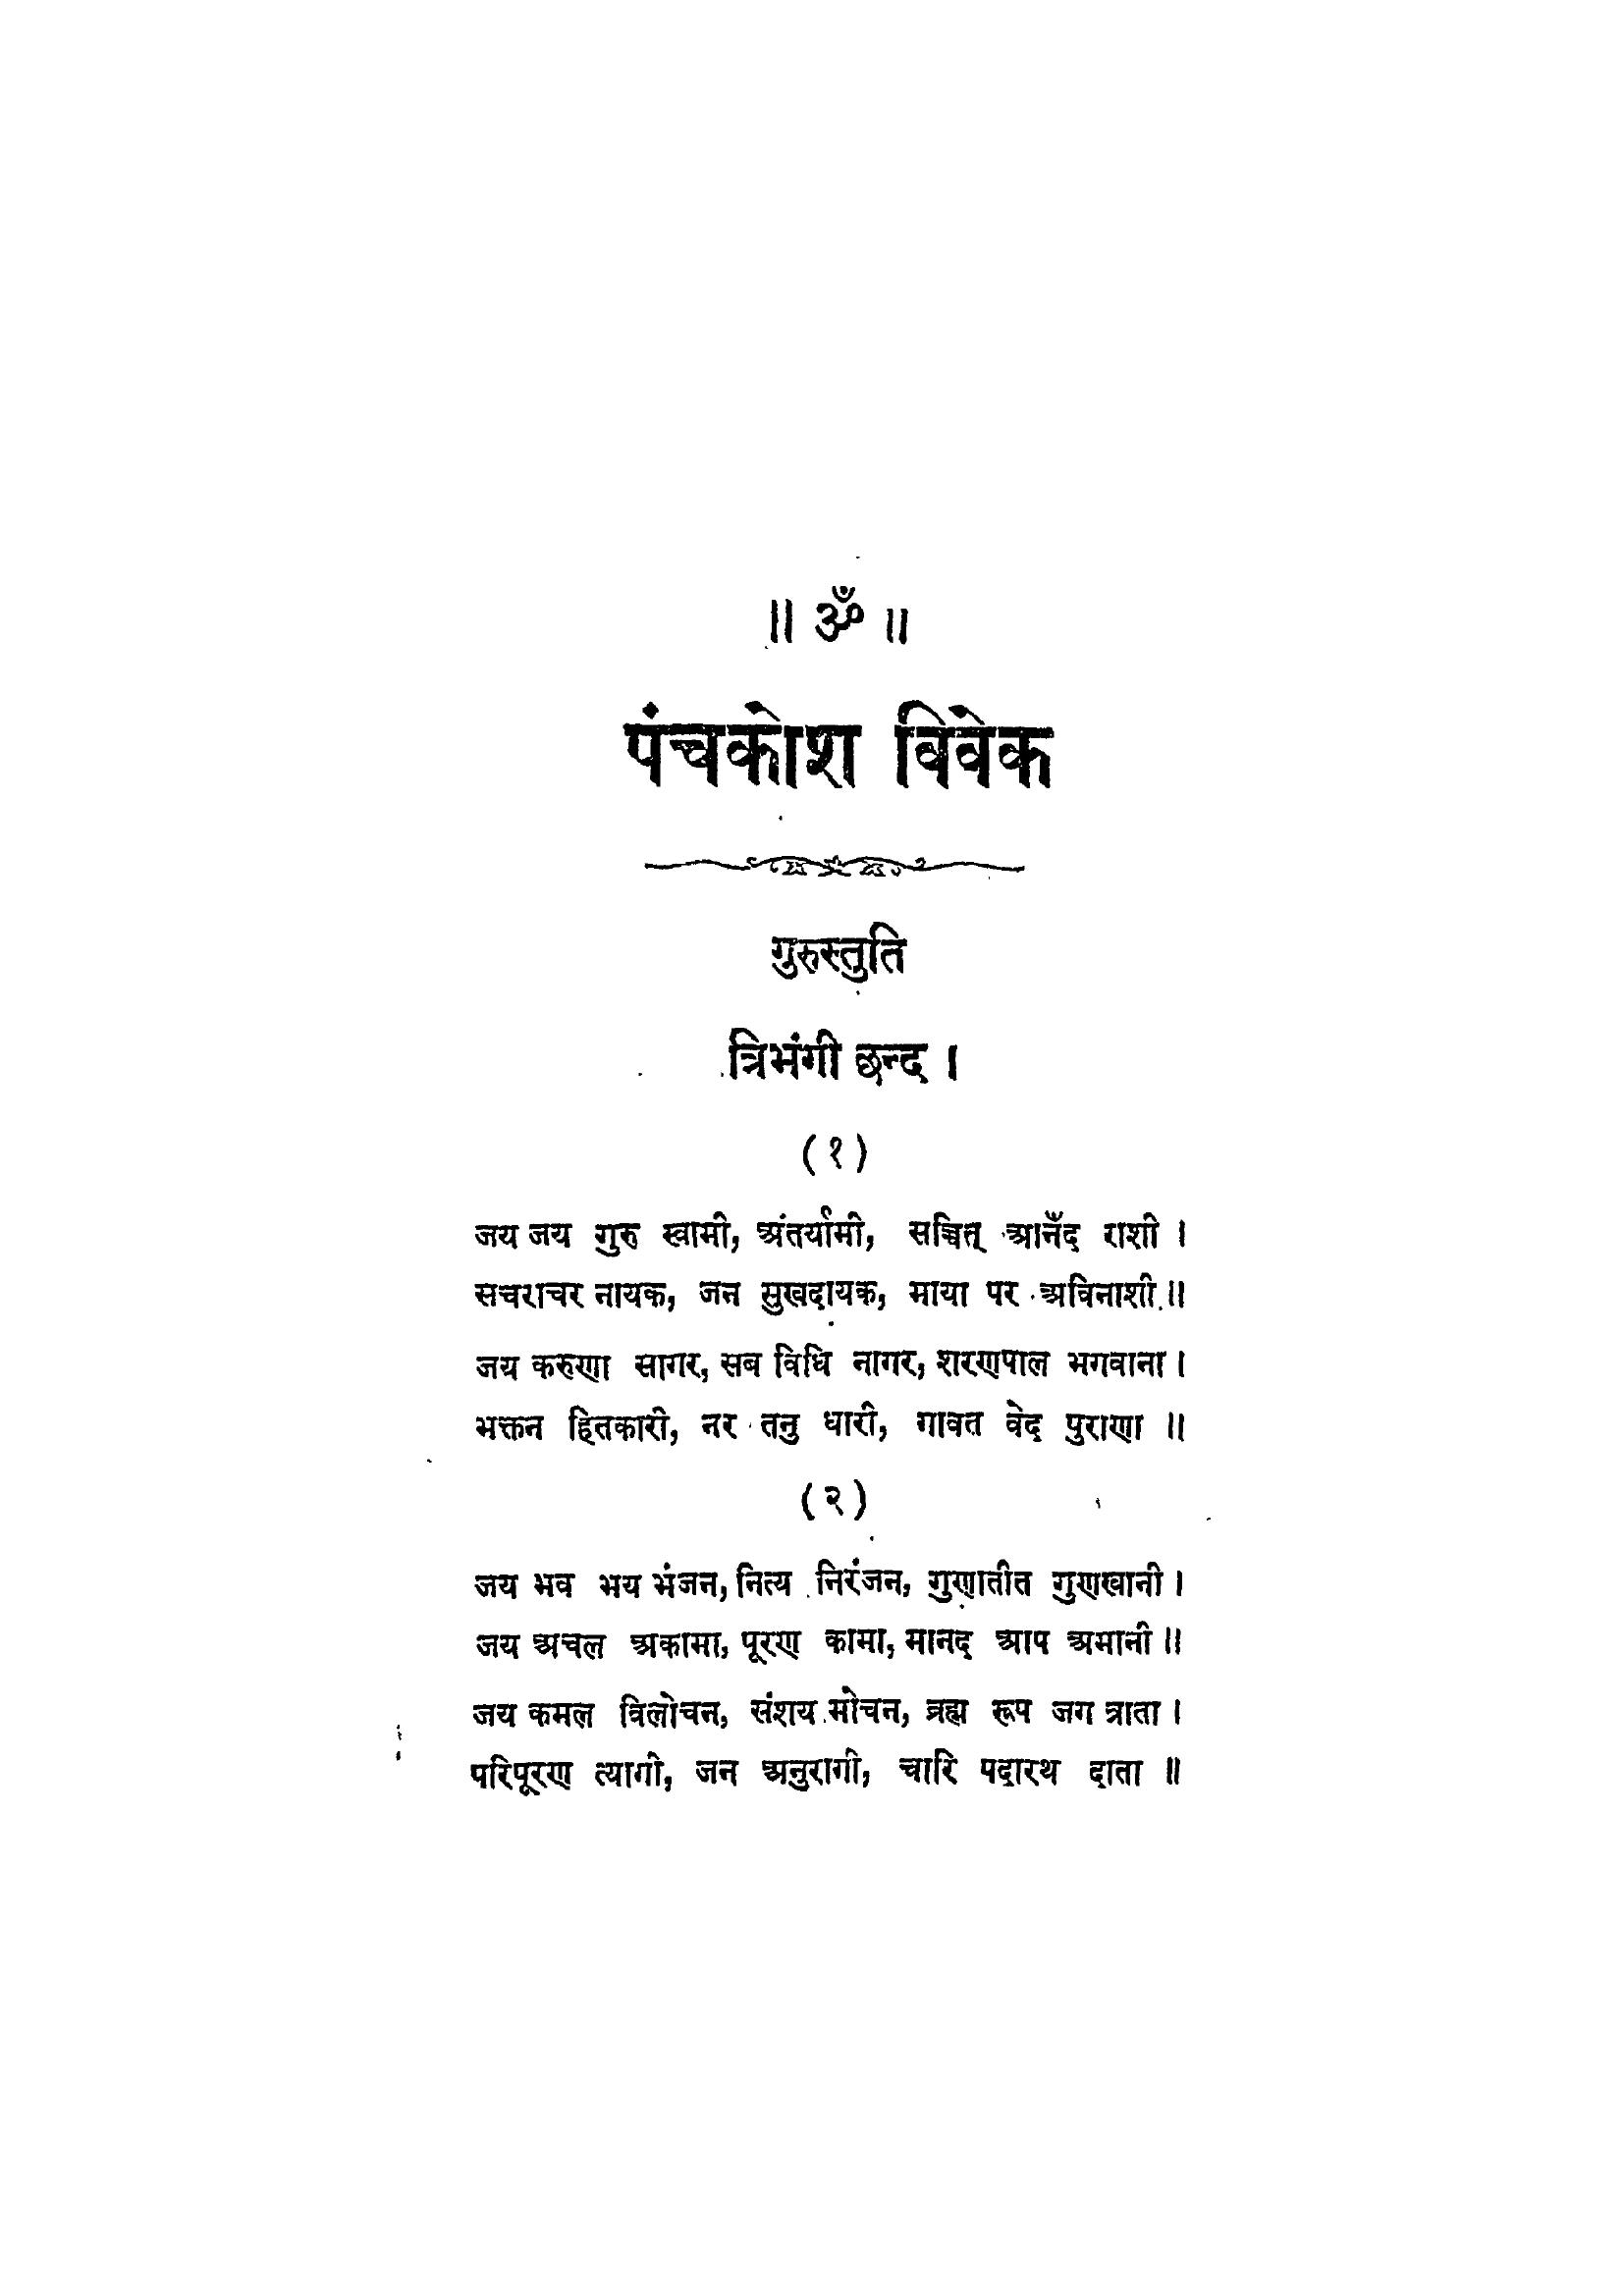 ॥ ॐ ॥
पंचकोश विवेक
गुरुस्तुति
त्रिभंगी छन्द ।
( १ )
जय जय गुरु स्वामी, अंतर्यामी, सच्चित् आनँद राशी ।
सचराचर नायक, जन सुखदायक, माया पर अविनाशी ॥
जय करुणा सागर, सब विधि नागर, शरणपाल भगवाना ।
भक्तन हितकारी, नर तनु धारी, गावत वेद पुराणा ॥
( २ )
जय भव भय भंजन, नित्य निरंजन, गुणातीत गुणखानी ।
जय अचल अकामा, पूरण कामा, मानद आप अमानी ॥
जय कमल विलोचन, संशय मोचन, ब्रह्म रूप जग त्राता ।
परिपूरण त्यागी, जन अनुरागी, चारि पदारथ दाता ॥